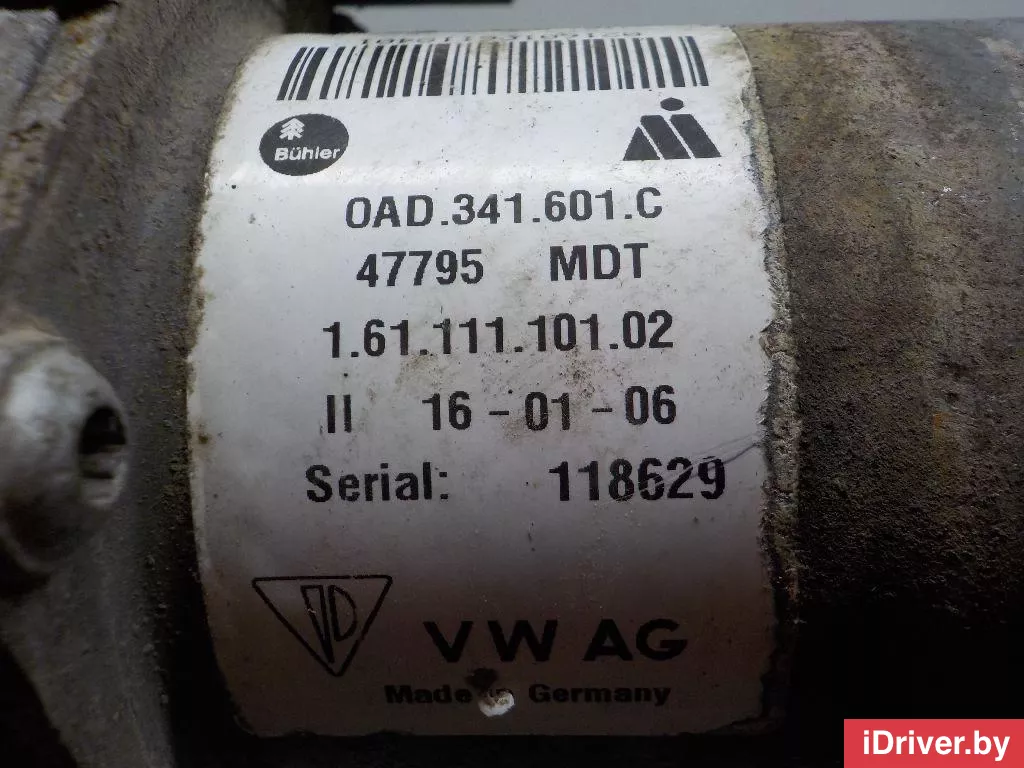 Bühler
0AD.341.601.C
47795 MDT
1.61.111.101.02
II 16-01-06
Serial: 118629
VW AG
Made in Germany
iDriver.by